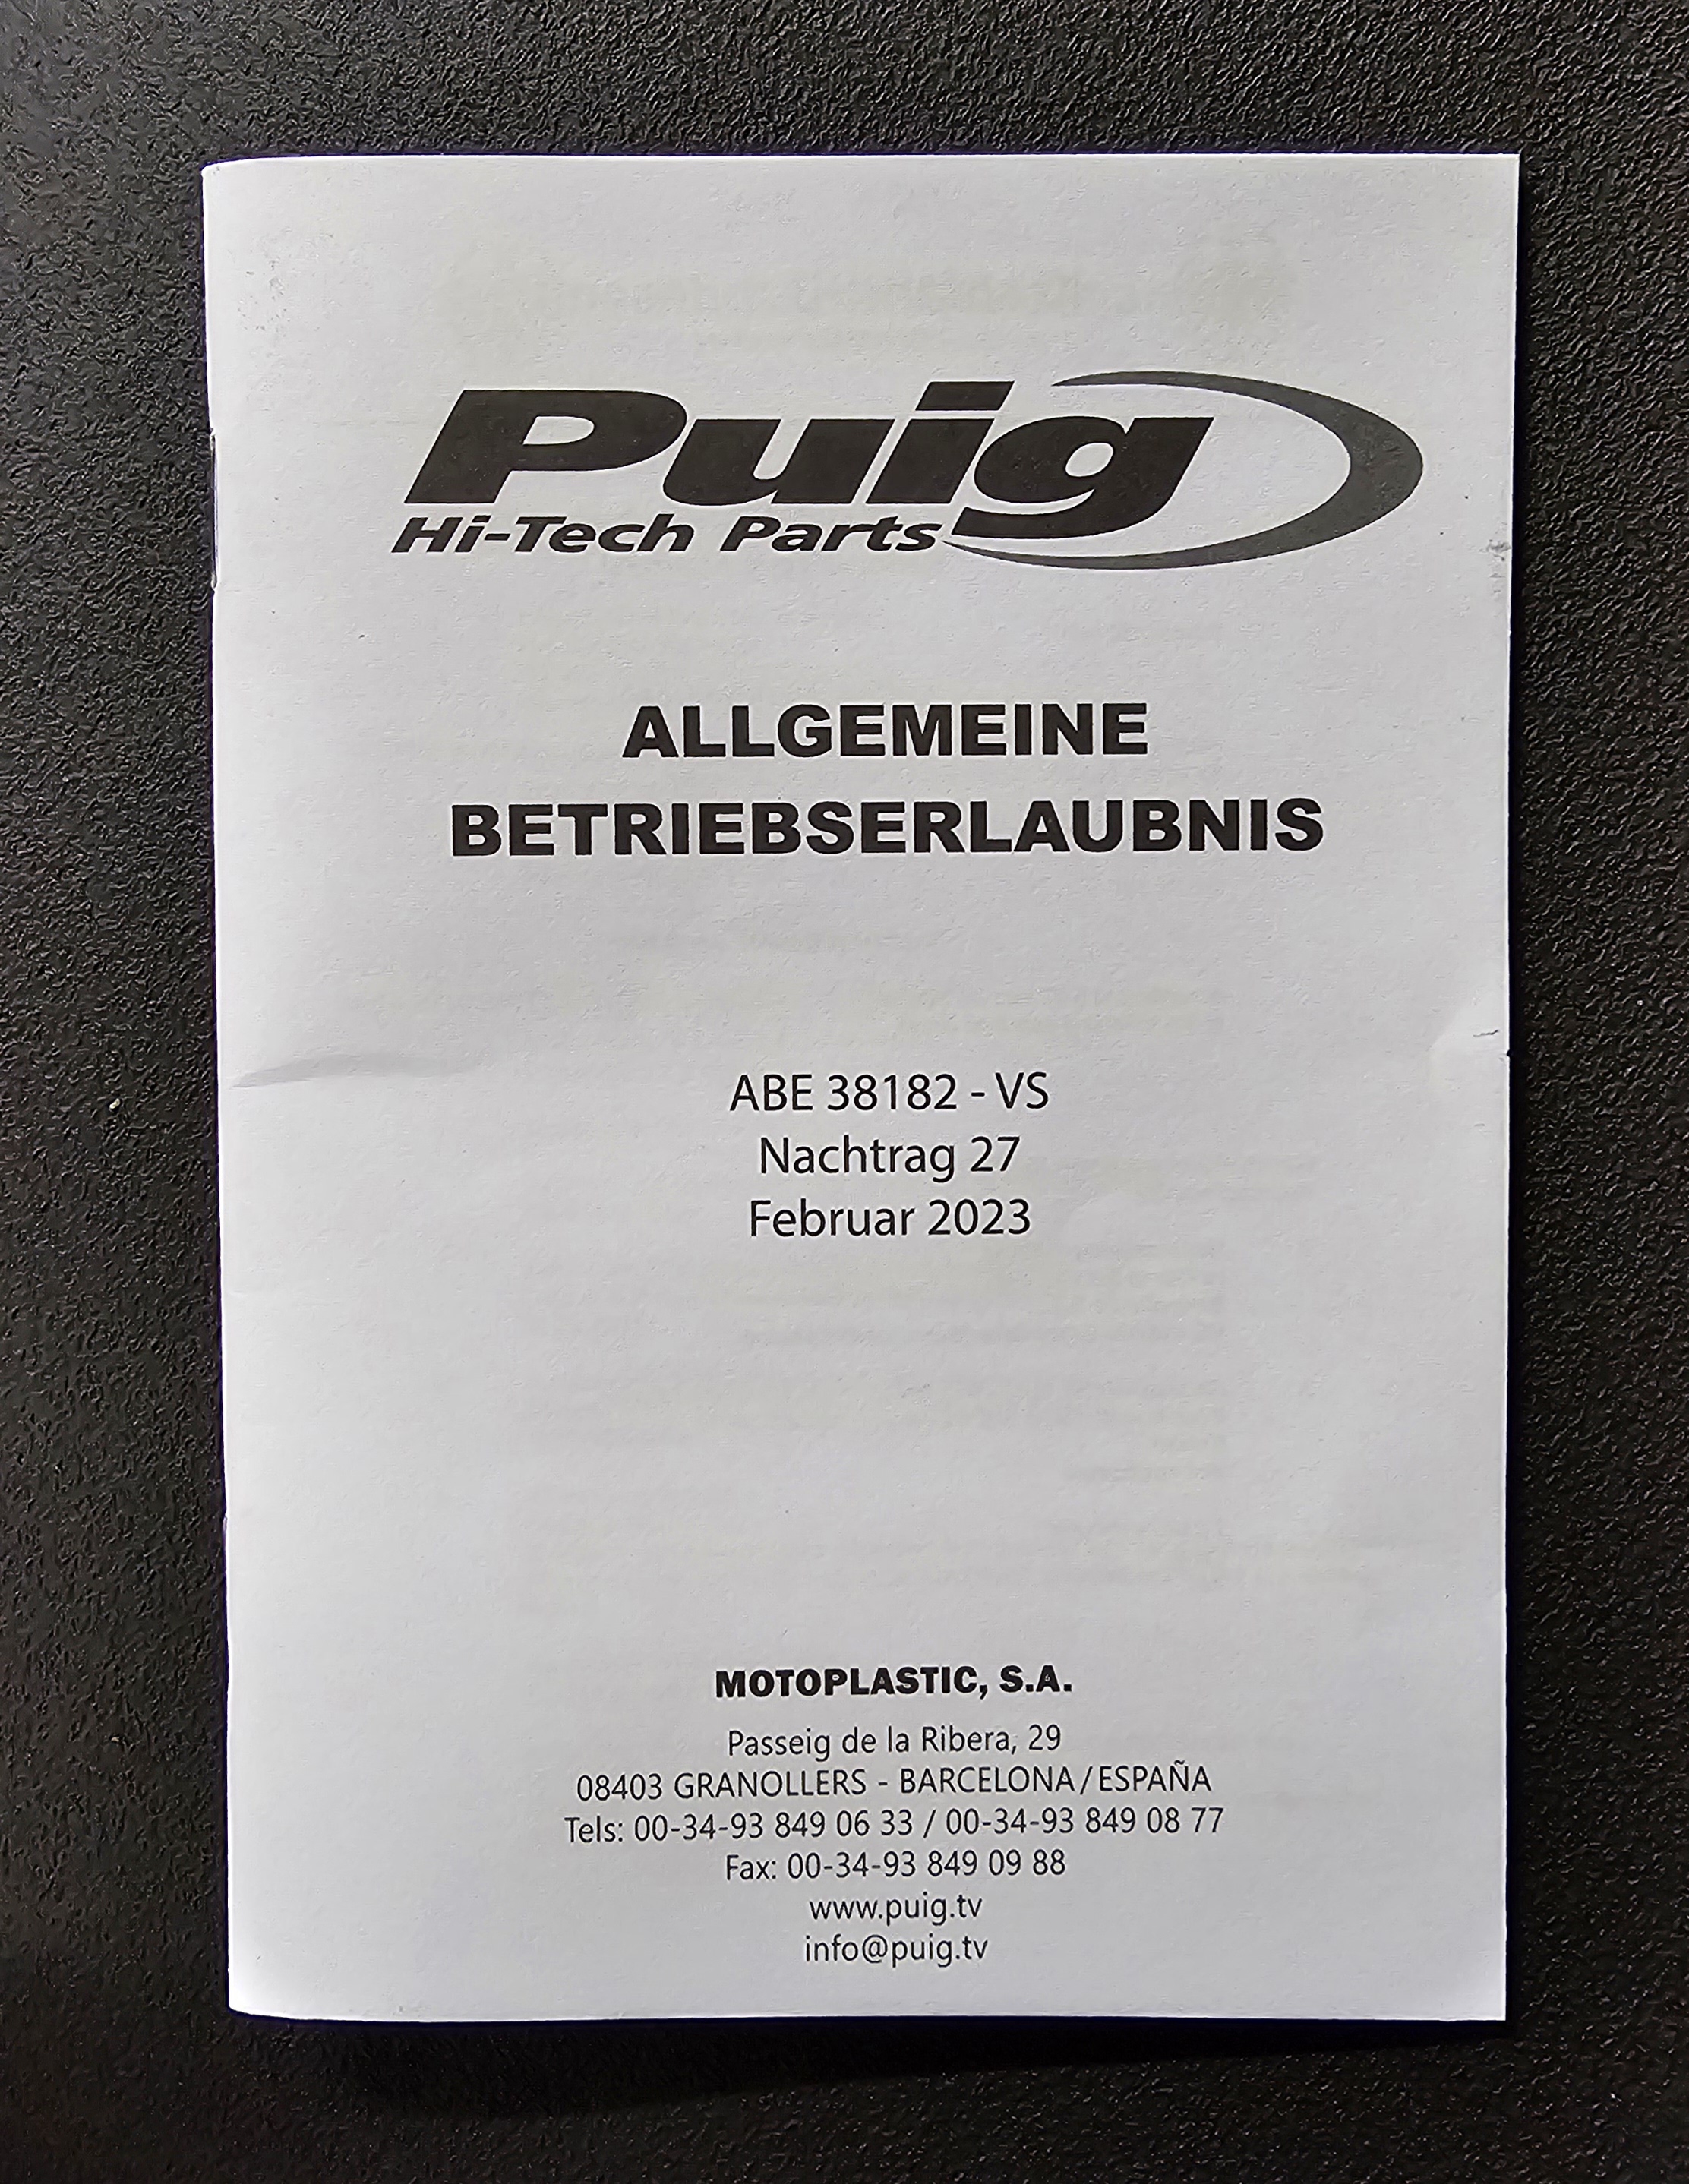 Puig
Hi-Tech Parts
ALLGEMEINE
BETRIEBSERLAUBNIS
ABE 38182 - VS
Nachtrag 27
Februar 2023
MOTOPLASTIC, S.A.
Passeig de la Ribera, 29
08403 GRANOLLERS - BARCELONA/ESPAÑA
Tels: 00-34-93 849 06 33 / 00-34-93 849 08 77
Fax: 00-34-93 849 09 88
www.puig.tv
info@puig.tv